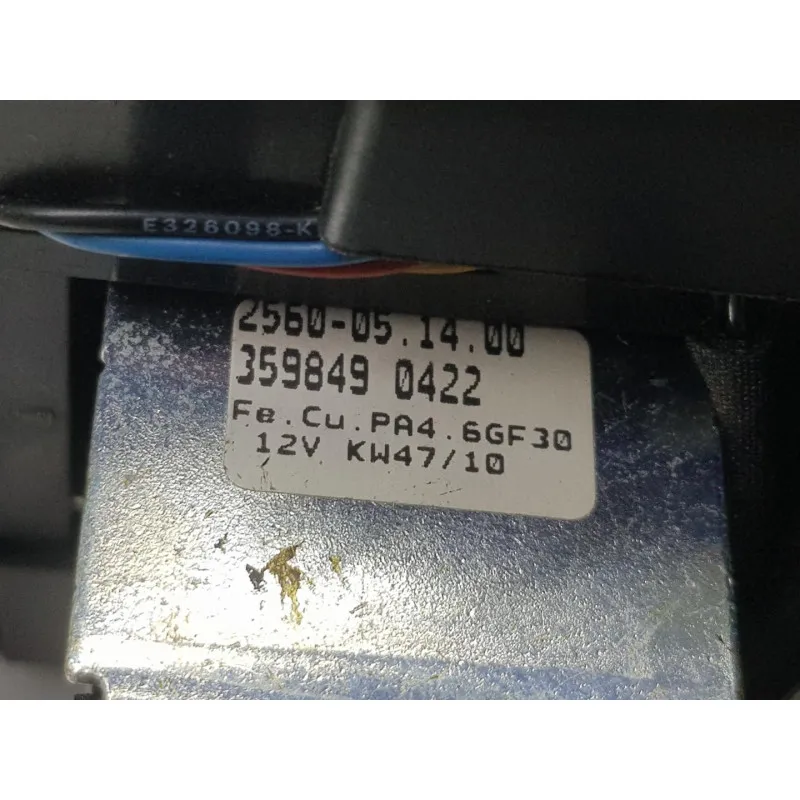 E326098-K
2560-05.14.00
359849 0422
Fe.Cu.PA4.6GF30
12V KW47/10